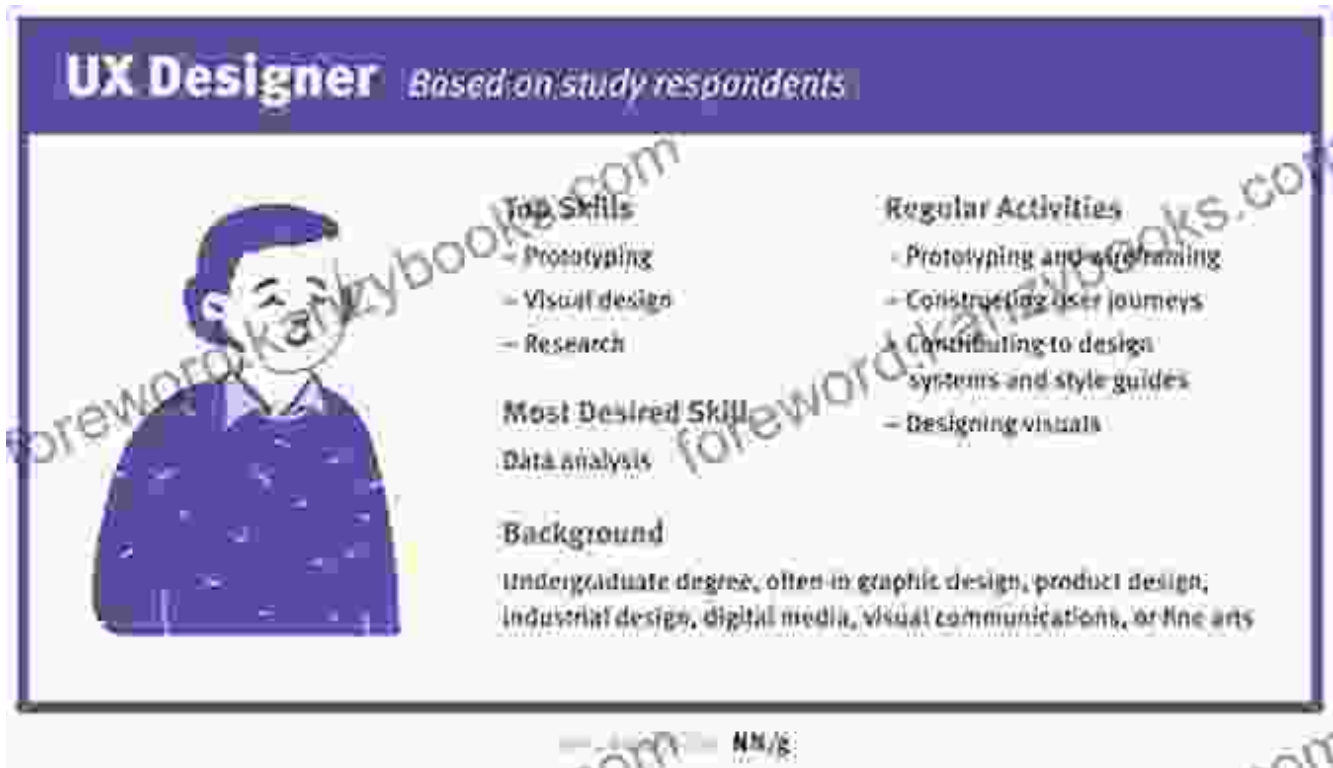 UX Designer Based on study respondents
Top Skills
– Prototyping
– Visual design
– Research
Most Desired Skill
Data analysis
Background
Undergraduate degree, often in graphic design, product design,
industrial design, digital media, visual communications, or fine arts
Regular Activities
- Prototyping and wireframing
– Constructing user journeys
– Contributing to design
systems and style guides
– Designing visuals
NN/g
foreword.kanzybooks.com
foreword.kanzybooks.com
om
om